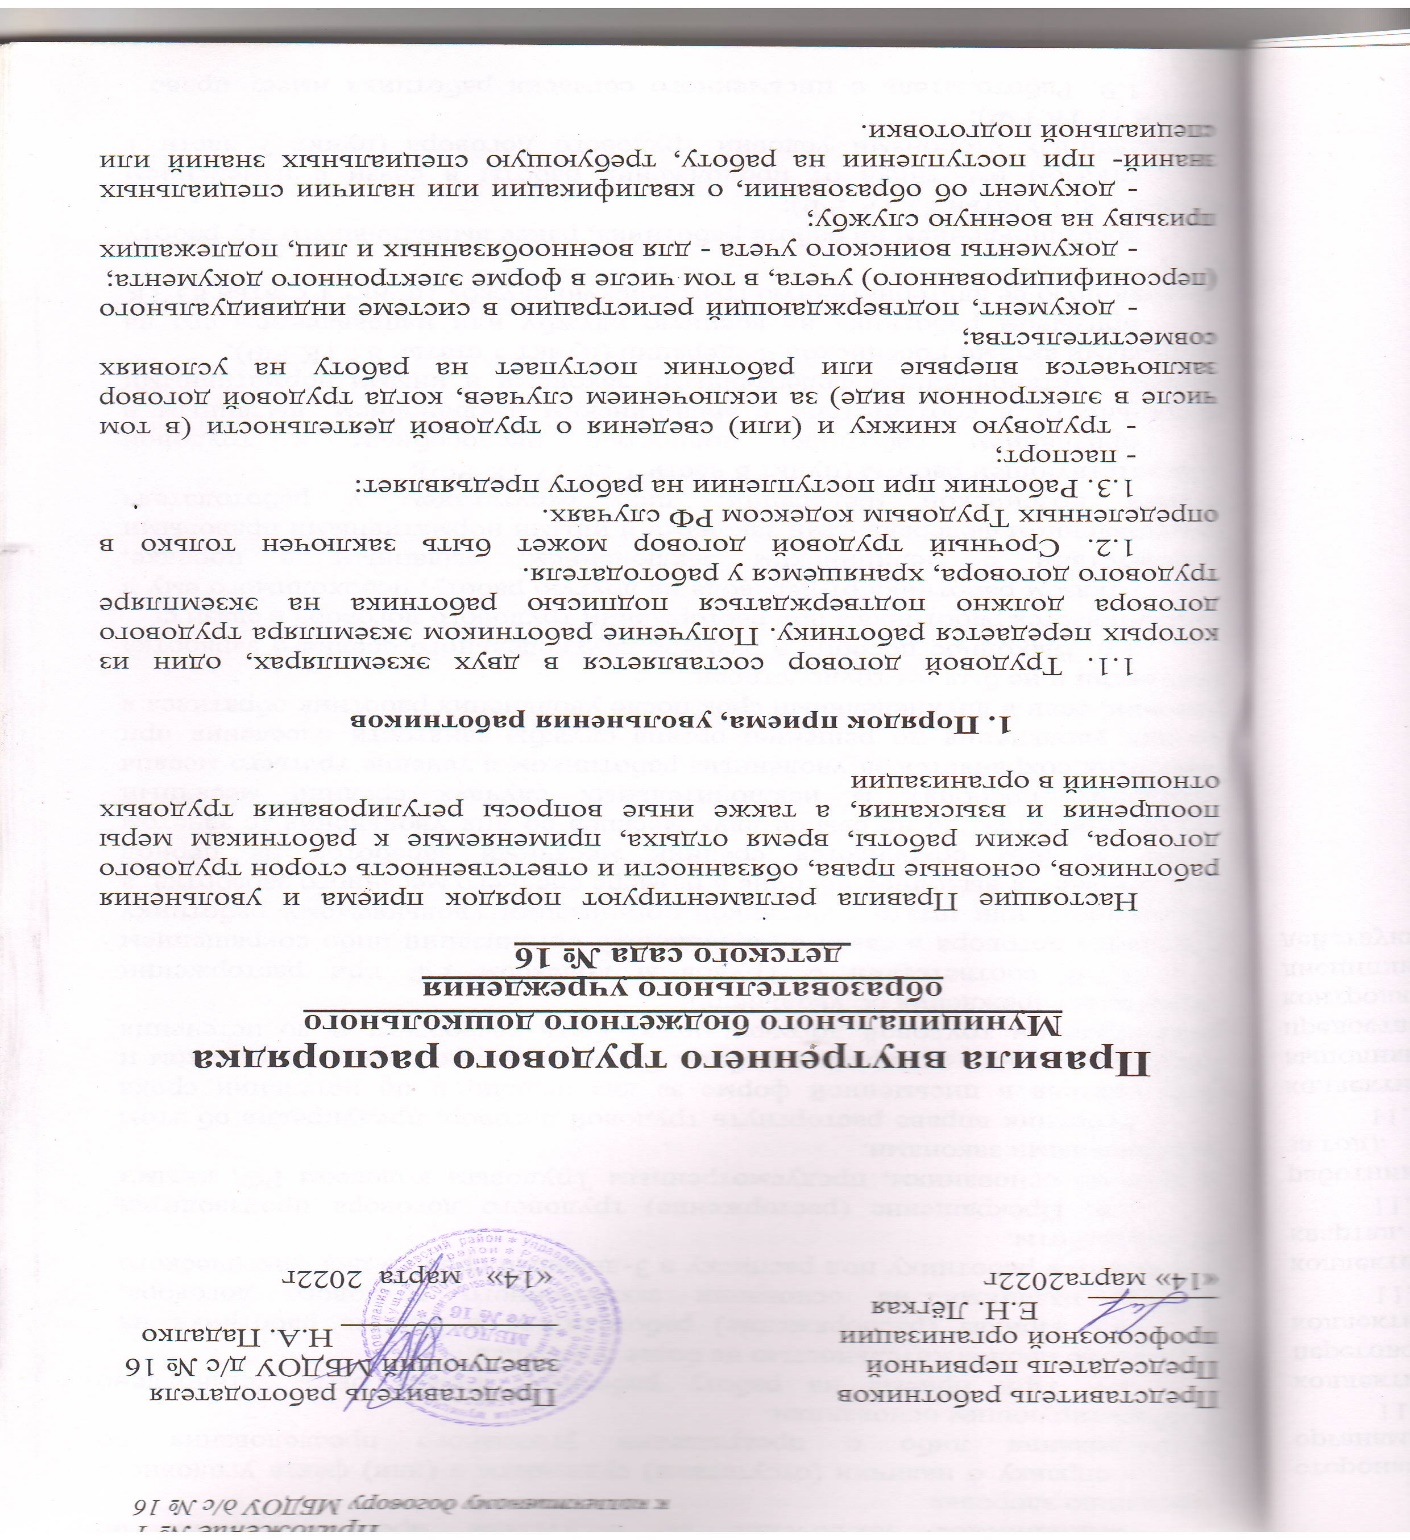 Приложение № 1
к коллективному договору МБДОУ д/с № 16
Представитель работников
Председатель первичной
профсоюзной организации
Е.Н. Лёгкая
«14» марта2022г
Представитель работодателя
заведующий МБДОУ д/с № 16
Н.А. Падалко
«14» марта 2022г
Правила внутреннего трудового распорядка
Муниципального бюджетного дошкольного
образовательного учреждения
детского сада № 16
Настоящие Правила регламентируют порядок приёма и увольнения
работников, основные права, обязанности и ответственность сторон трудового
договора, режим работы, время отдыха, применяемые к работникам меры
поощрения и взыскания, а также иные вопросы регулирования трудовых
отношений в организации
1. Порядок приема, увольнения работников
1.1. Трудовой договор составляется в двух экземплярах, один из
которых передается работнику. Получение работником экземпляра трудового
договора должно подтверждаться подписью работника на экземпляре
трудового договора, хранящемся у работодателя.
1.2. Срочный трудовой договор может быть заключен только в
определенных Трудовым кодексом РФ случаях.
1.3. Работник при поступлении на работу предъявляет:
- паспорт;
- трудовую книжку и (или) сведения о трудовой деятельности (в том
числе в электронном виде) за исключением случаев, когда трудовой договор
заключается впервые или работник поступает на работу на условиях
совместительства;
- документ, подтверждающий регистрацию в системе индивидуального
(персонифицированного) учета, в том числе в форме электронного документа;
- документы воинского учета - для военнообязанных и лиц, подлежащих
призыву на военную службу;
- документ об образовании, о квалификации или наличии специальных
знаний- при поступлении на работу, требующую специальных знаний или
специальной подготовки.